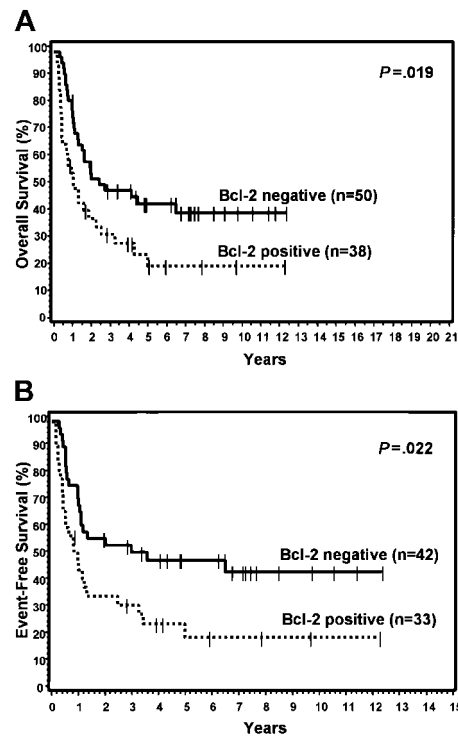 A
P=.019
Overall Survival (%)
100
90
80
70
60
50
40
30
20
10
0
Bcl-2 negative (n=50)
Bcl-2 positive (n=38)
0 1 2 3 4 5 6 7 8 9 10 11 12 13 14 15 16 17 18 19 20 21
Years
B
P=.022
Event-Free Survival (%)
100
90
80
70
60
50
40
30
20
10
0
Bcl-2 negative (n=42)
Bcl-2 positive (n=33)
0 1 2 3 4 5 6 7 8 9 10 11 12 13 14 15
Years